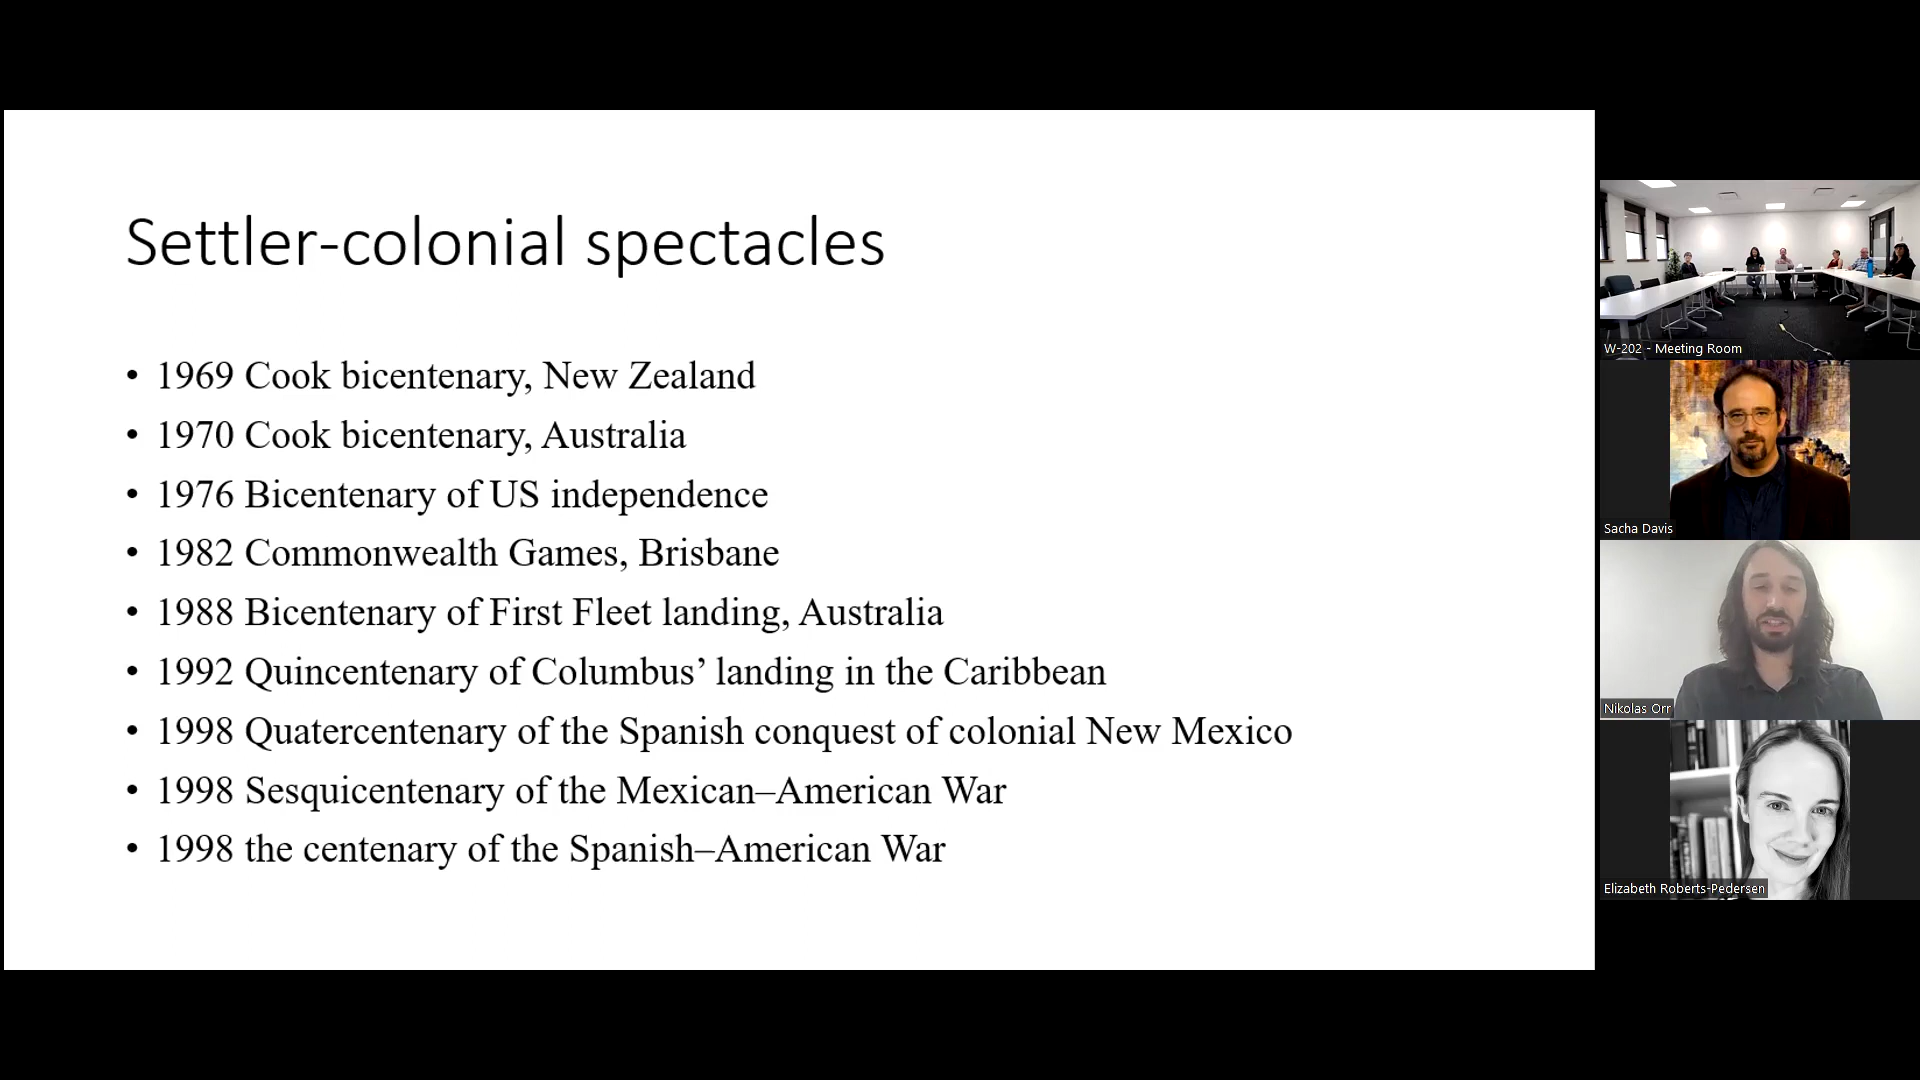 Settler-colonial spectacles
• 1969 Cook bicentenary, New Zealand
• 1970 Cook bicentenary, Australia
• 1976 Bicentenary of US independence
• 1982 Commonwealth Games, Brisbane
• 1988 Bicentenary of First Fleet landing, Australia
• 1992 Quincentenary of Columbus’ landing in the Caribbean
• 1998 Quatercentenary of the Spanish conquest of colonial New Mexico
• 1998 Sesquicentenary of the Mexican–American War
• 1998 the centenary of the Spanish–American War
W-202 - Meeting Room
Sacha Davis
Nikolas Orr
Elizabeth Roberts-Pedersen